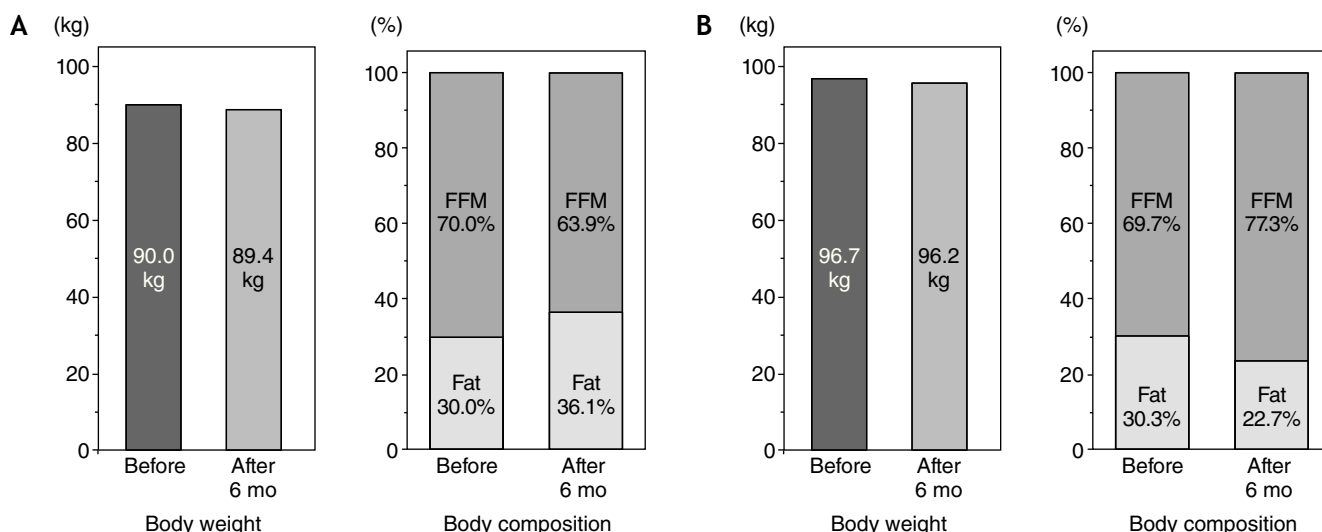 A
(kg)
100
80
60
40
20
0
90.0
kg
89.4
kg
Before
After
6 mo
Body weight
(%)
100
80
60
40
20
0
FFM
70.0%
FFM
63.9%
Fat
30.0%
Fat
36.1%
Before
After
6 mo
Body composition
B
(kg)
100
80
60
40
20
0
96.7
kg
96.2
kg
Before
After
6 mo
Body weight
(%)
100
80
60
40
20
0
FFM
69.7%
FFM
77.3%
Fat
30.3%
Fat
22.7%
Before
After
6 mo
Body composition